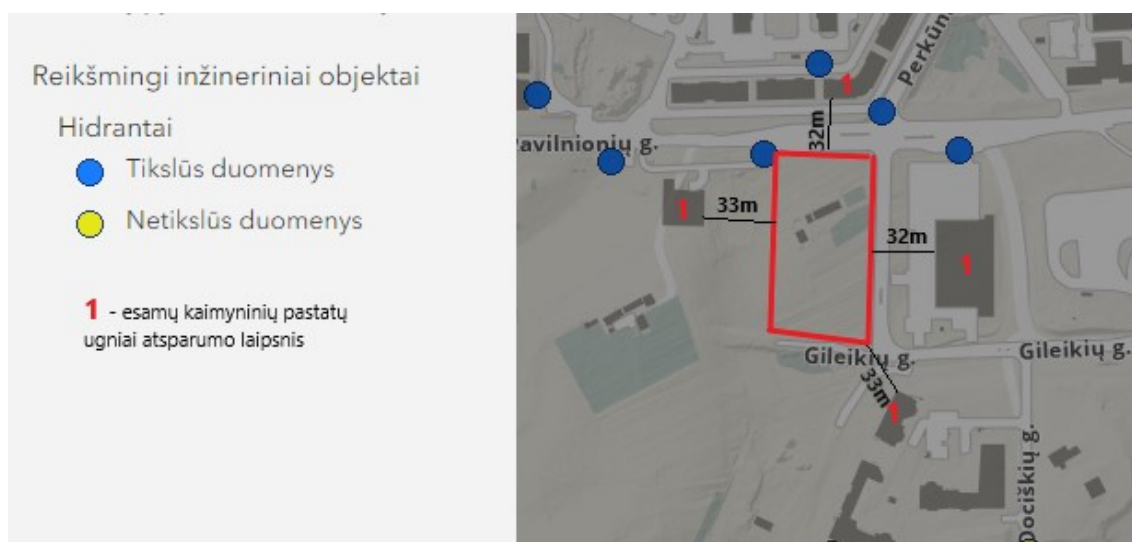 Reikšmingi inžineriniai objektai
Hidrantai
Tikslūs duomenys
Netikslūs duomenys
1 - esamų kaimyninių pastatų
ugniai atsparumo laipsnis
Perkūn
1
32m
Pavilnionių g.
1
33m
32m
1
Gileikių g.
Gileikių g.
33m
1
Dociškių g.